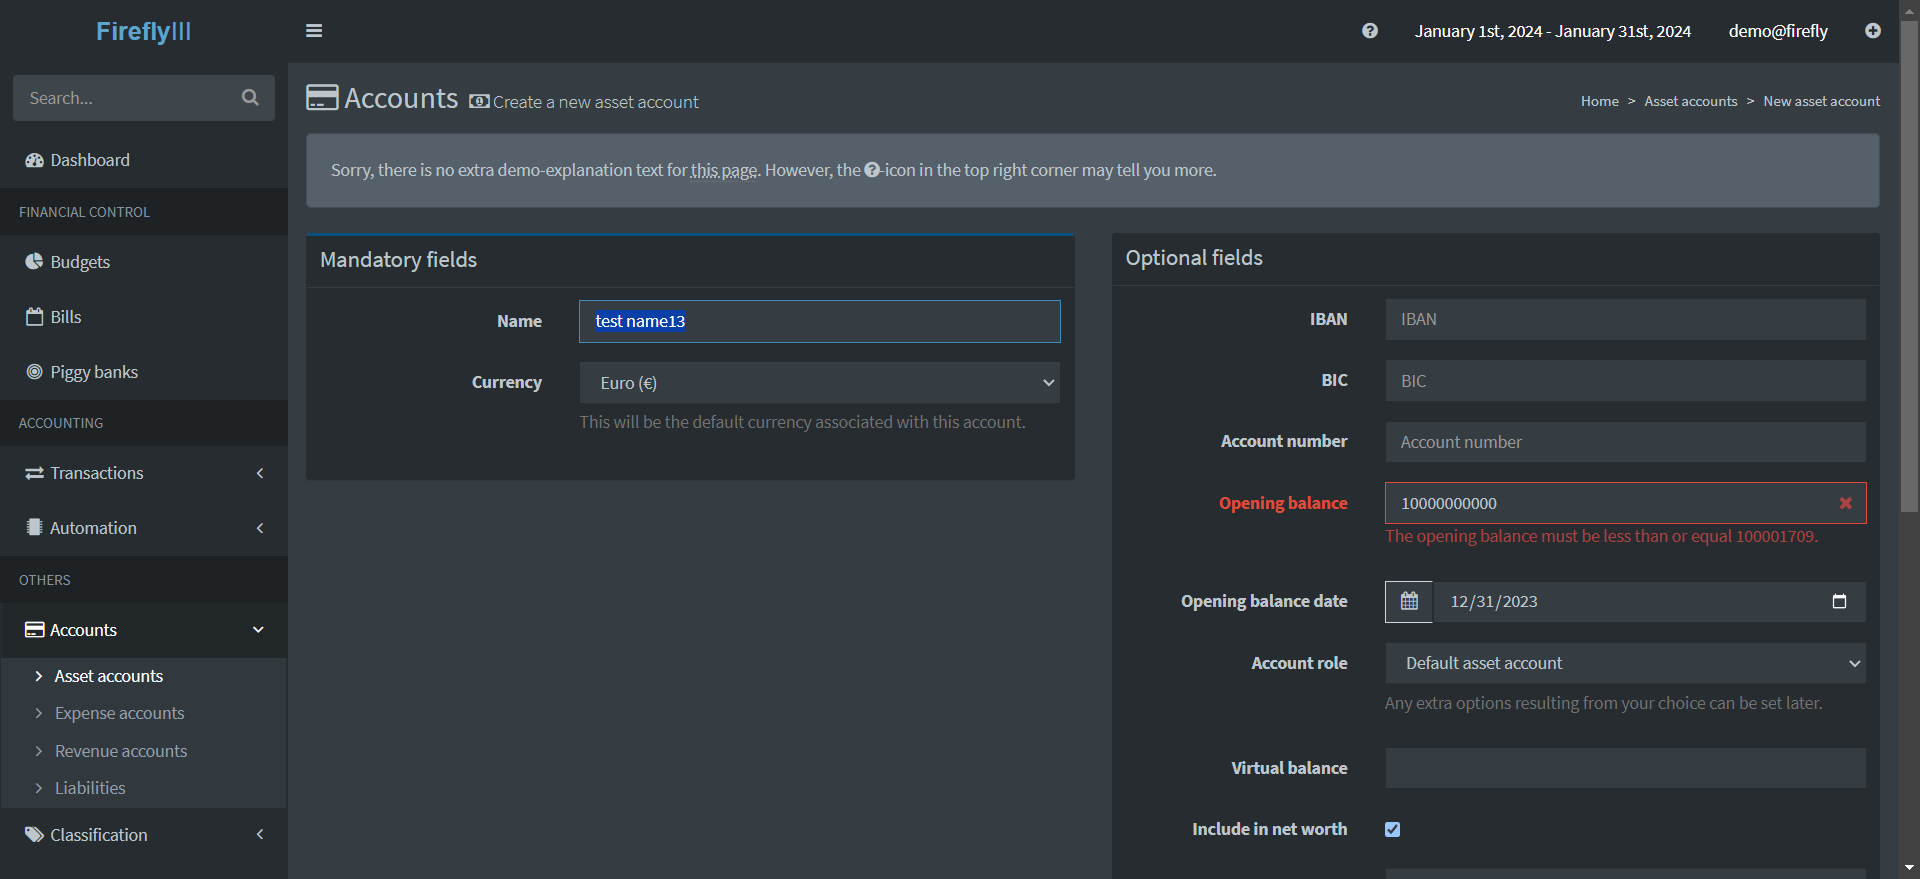 FireflyIII
January 1st, 2024 - January 31st, 2024
demo@firefly
Search...
Dashboard
FINANCIAL CONTROL
Budgets
Bills
Piggy banks
ACCOUNTING
Transactions
Automation
OTHERS
Accounts
Asset accounts
Expense accounts
Revenue accounts
Liabilities
Classification
Accounts Create a new asset account
Home > Asset accounts > New asset account
Sorry, there is no extra demo-explanation text for this page. However, the ?-icon in the top right corner may tell you more.
Mandatory fields
Name test name13
Currency Euro (€)
This will be the default currency associated with this account.
Optional fields
IBAN IBAN
BIC BIC
Account number Account number
Opening balance 10000000000
The opening balance must be less than or equal 100001709.
Opening balance date 12/31/2023
Account role Default asset account
Any extra options resulting from your choice can be set later.
Virtual balance
Include in net worth